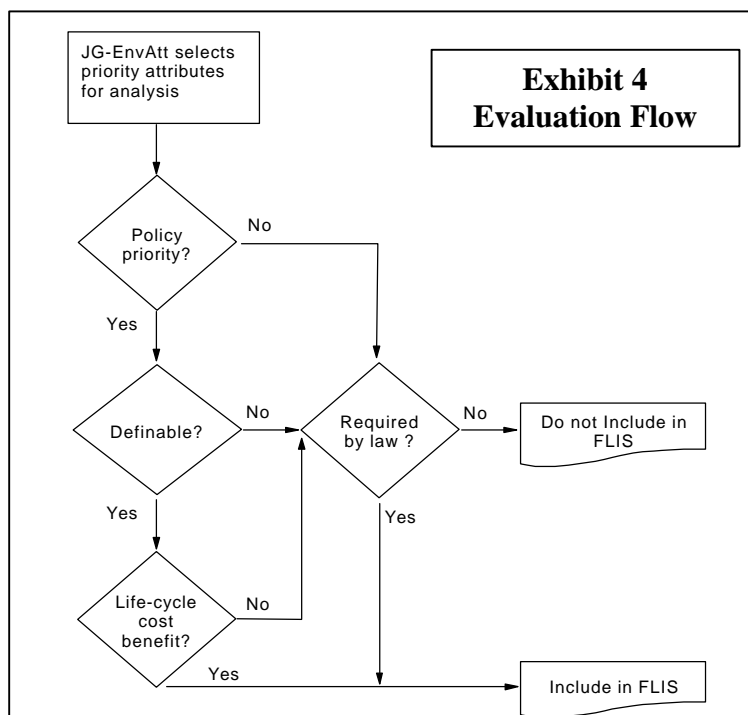 JG-EnvAtt selects
priority attributes
for analysis
Exhibit 4
Evaluation Flow
Policy
priority?
No
Yes
Definable?
No
Required
by law ?
No
Do not Include in
FLIS
Yes
Yes
Life-cycle
cost
benefit?
No
Yes
Include in FLIS